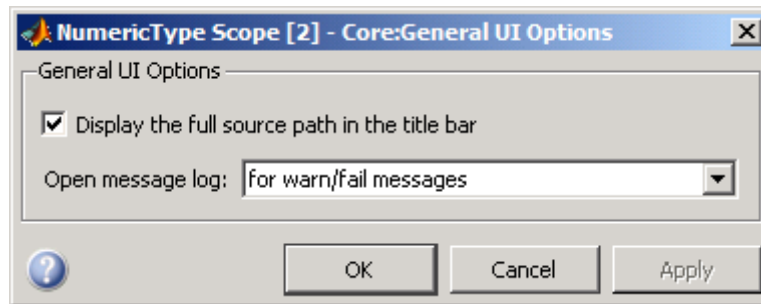 NumericType Scope [2] - Core:General UI Options
General UI Options
Display the full source path in the title bar
Open message log: for warn/fail messages
? OK Cancel Apply